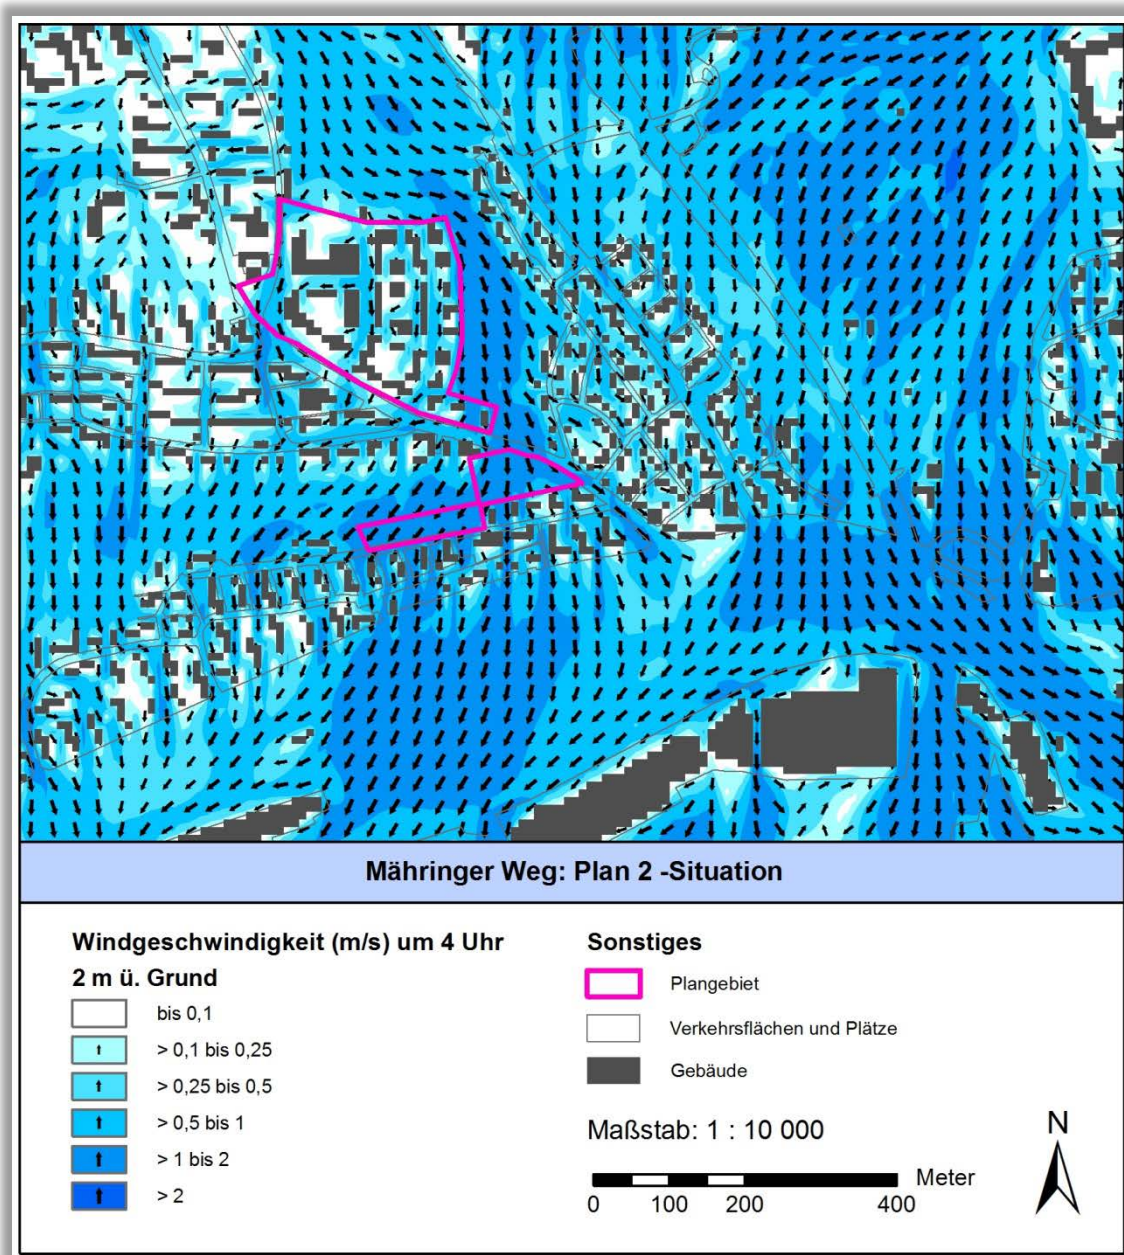 Mähringer Weg: Plan 2 -Situation
Windgeschwindigkeit (m/s) um 4 Uhr
2 m ü. Grund
bis 0,1
> 0,1 bis 0,25
> 0,25 bis 0,5
> 0,5 bis 1
> 1 bis 2
> 2
Sonstiges
Plangebiet
Verkehrsflächen und Plätze
Gebäude
Maßstab: 1 : 10 000
Meter
0 100 200 400
N